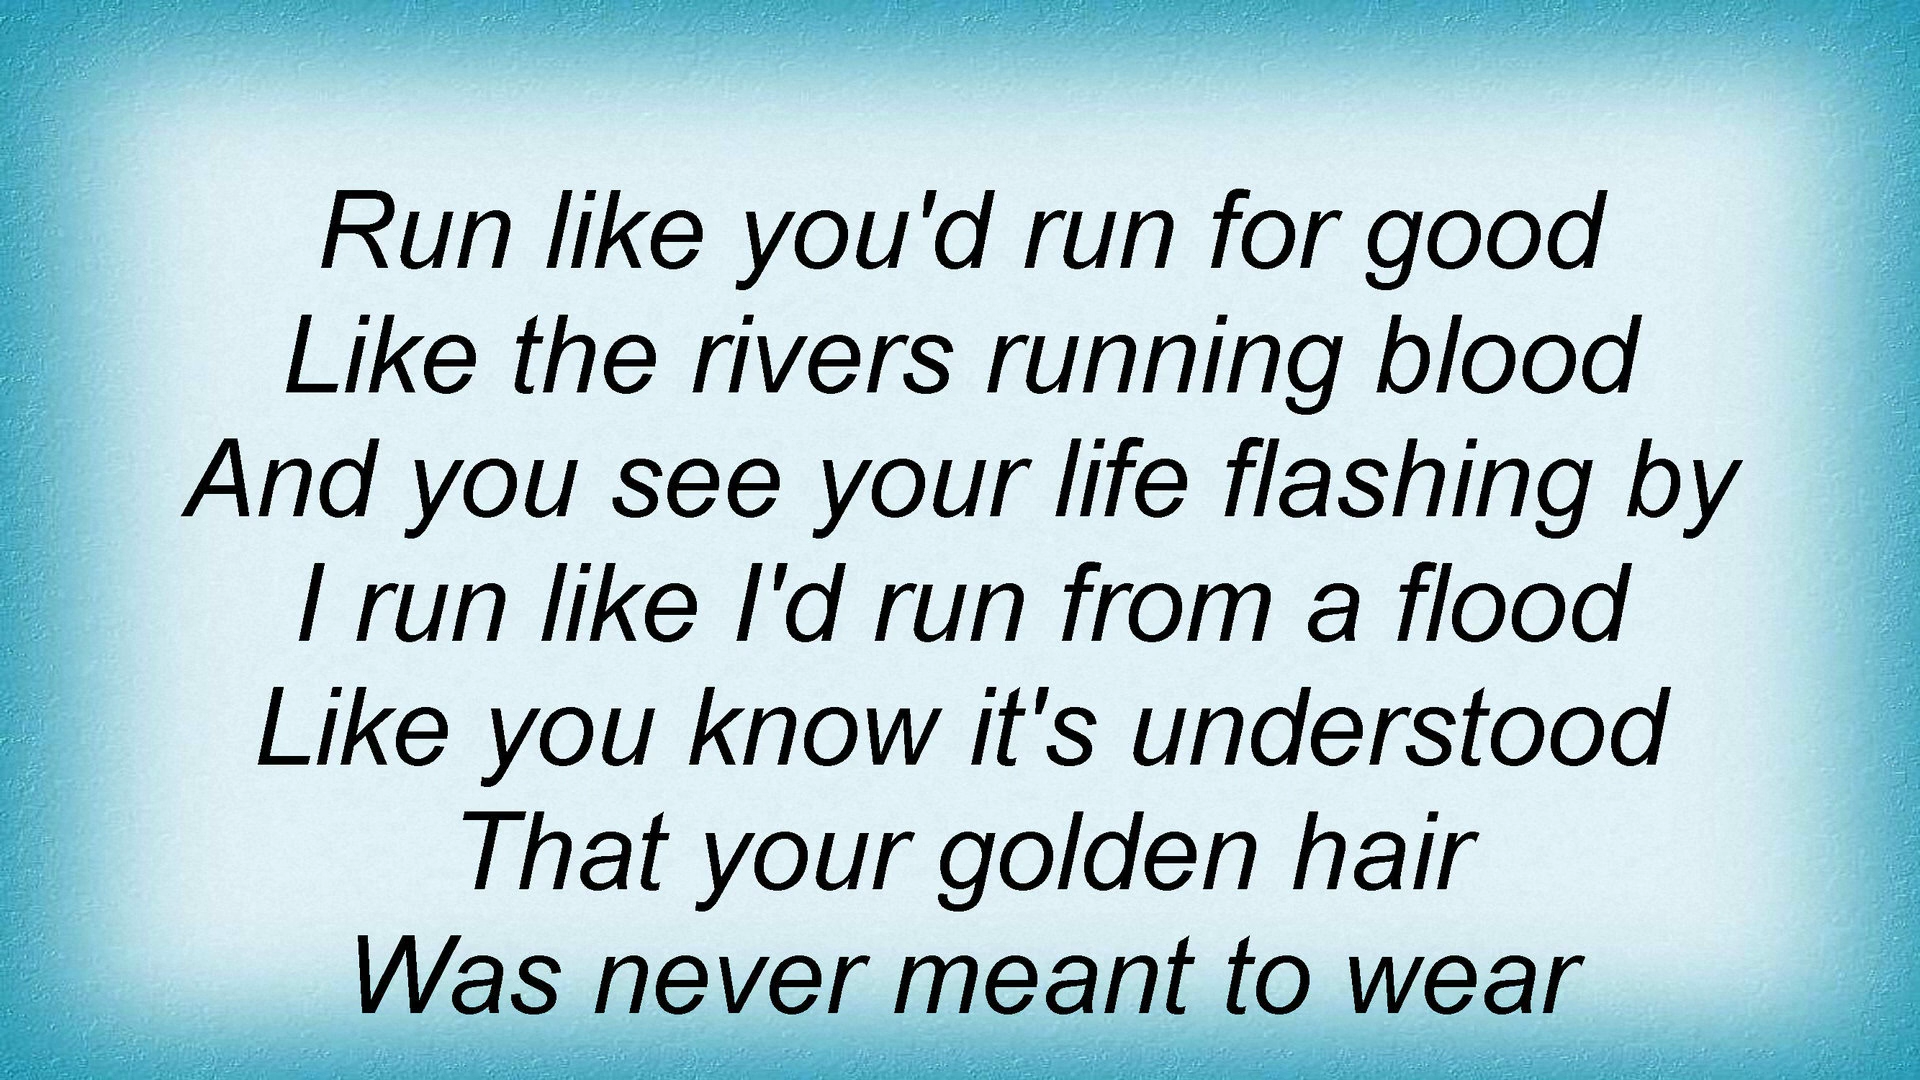 Run like you'd run for good
Like the rivers running blood
And you see your life flashing by
I run like I'd run from a flood
Like you know it's understood
That your golden hair
Was never meant to wear